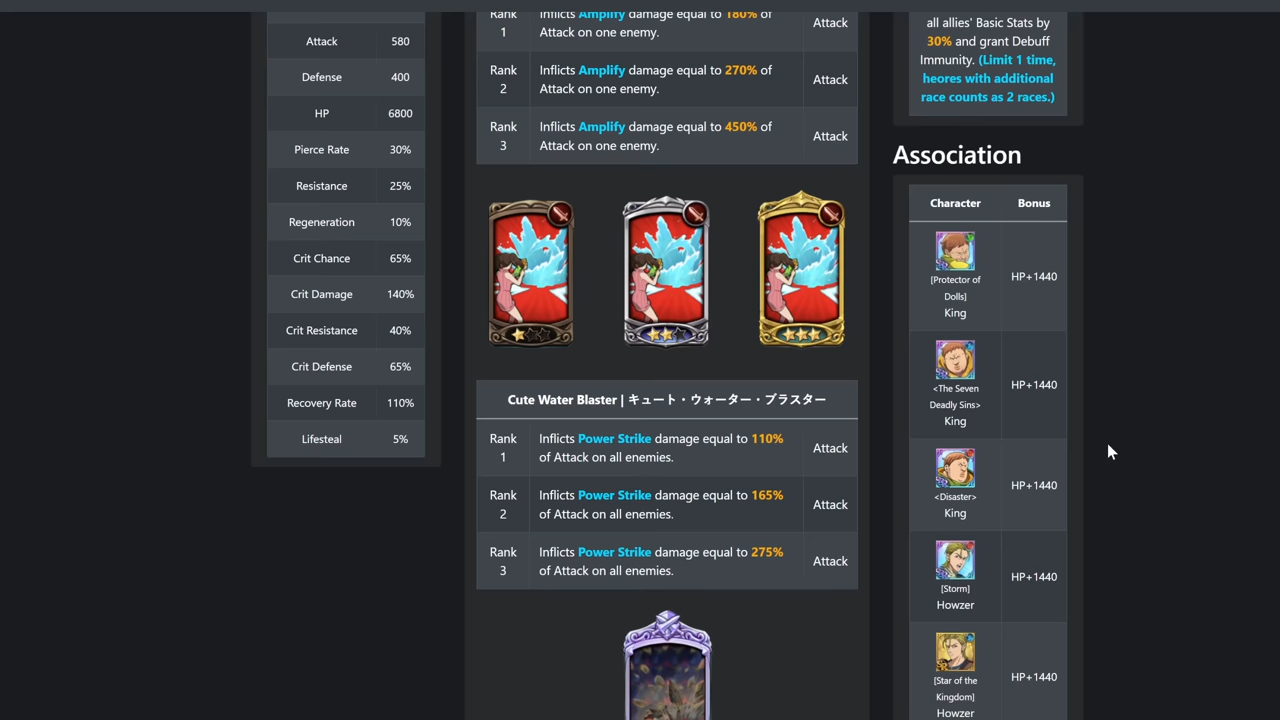 Attack 580
Defense 400
HP 6800
Pierce Rate 30%
Resistance 25%
Regeneration 10%
Crit Chance 65%
Crit Damage 140%
Crit Resistance 40%
Crit Defense 65%
Recovery Rate 110%
Lifesteal 5%
Rank
1
Inflicts Amplify damage equal to 180% of
Attack on one enemy.
Attack
Rank
2
Inflicts Amplify damage equal to 270% of
Attack on one enemy.
Attack
Rank
3
Inflicts Amplify damage equal to 450% of
Attack on one enemy.
Attack
Cute Water Blaster | キュート・ウォーター・ブラスター
Rank
1
Inflicts Power Strike damage equal to 110%
of Attack on all enemies.
Attack
Rank
2
Inflicts Power Strike damage equal to 165%
of Attack on all enemies.
Attack
Rank
3
Inflicts Power Strike damage equal to 275%
of Attack on all enemies.
Attack
all allies' Basic Stats by
30% and grant Debuff
Immunity. (Limit 1 time,
heores with additional
race counts as 2 races.)
Association
Character Bonus
[Protector of
Dolls]
King
HP+1440
<The Seven
Deadly Sins>
King
HP+1440
<Disaster>
King
HP+1440
[Storm]
Howzer
HP+1440
[Star of the
Kingdom]
Howzer
HP+1440